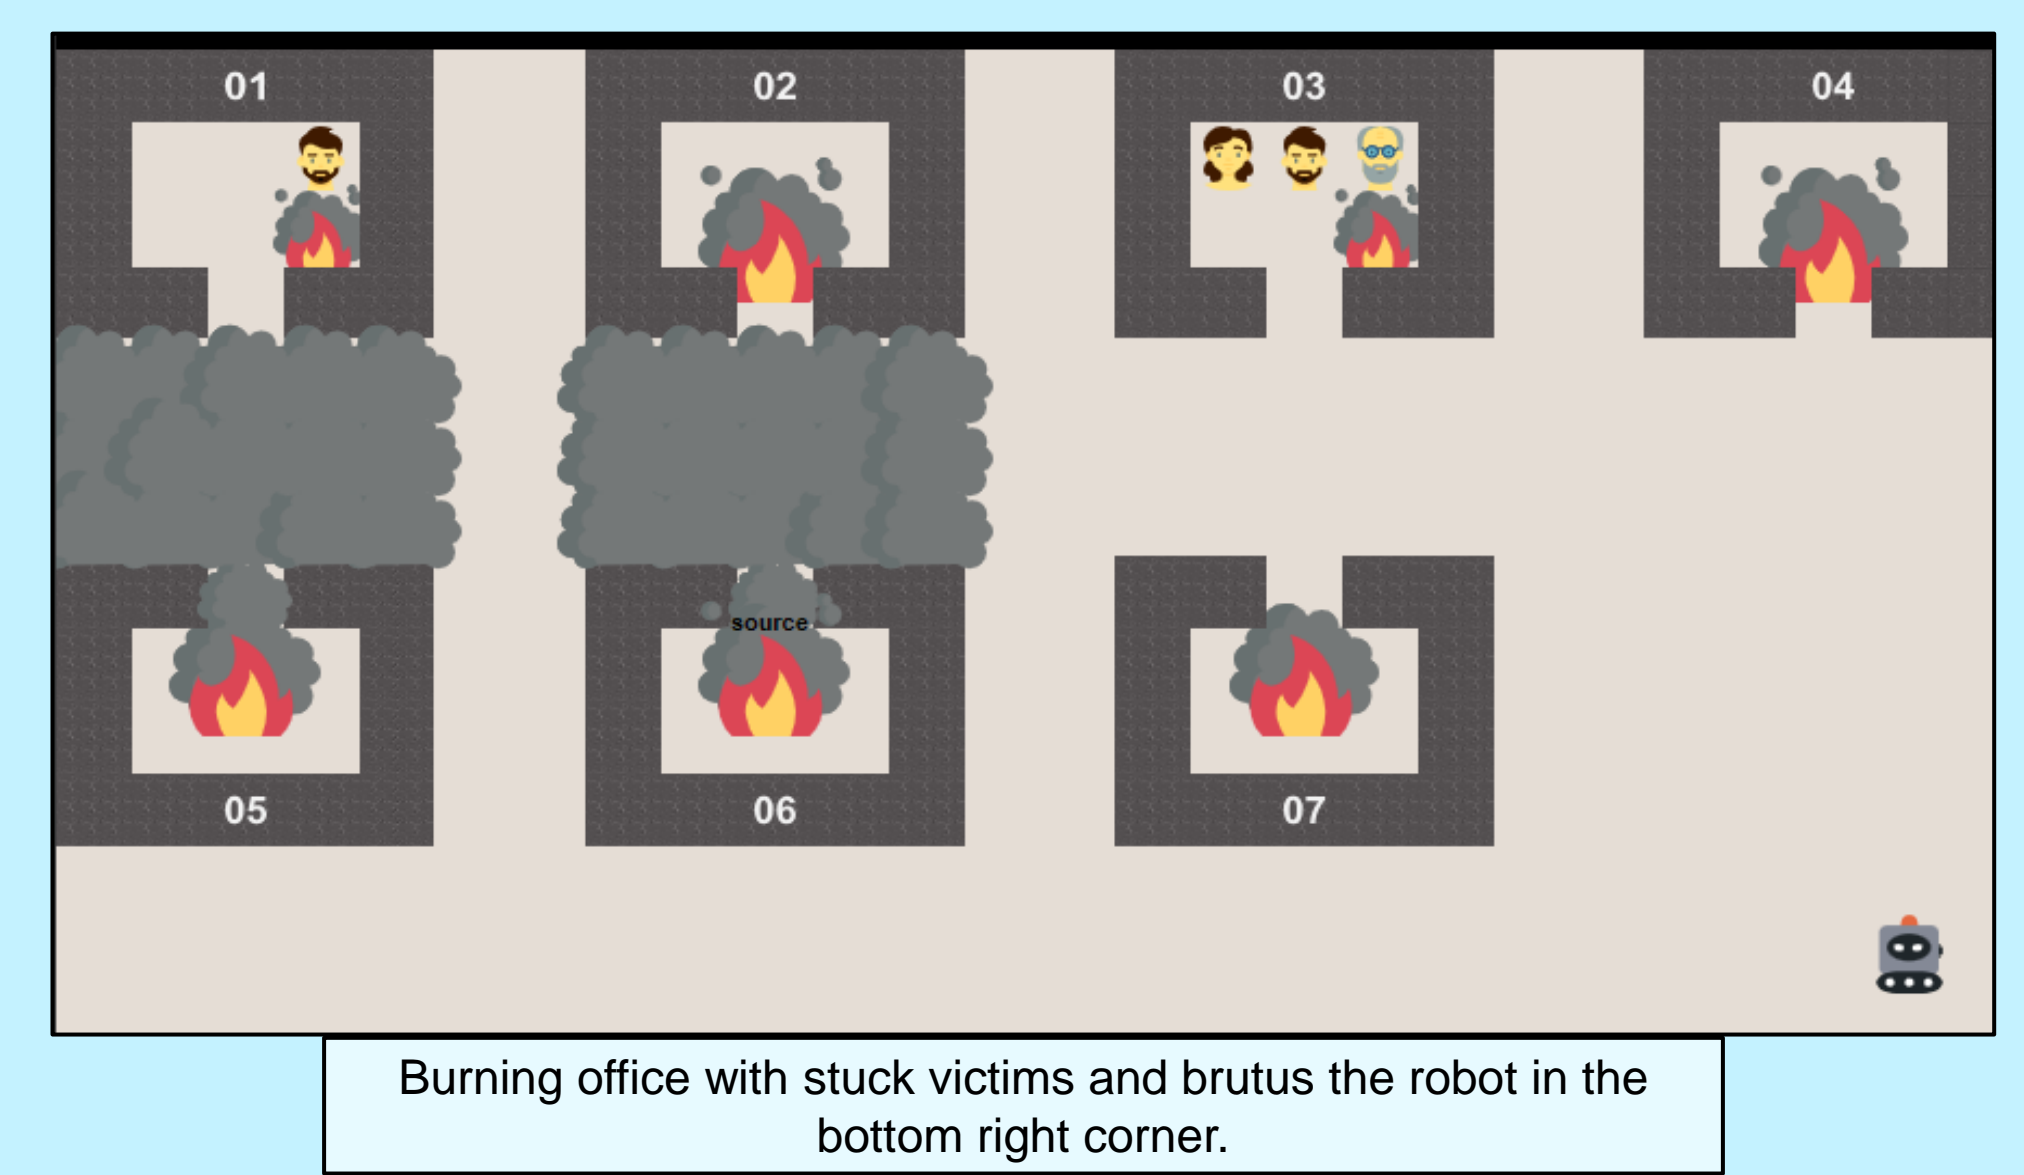 01
02
03
04
source
05
06
07
Burning office with stuck victims and brutus the robot in the
bottom right corner.